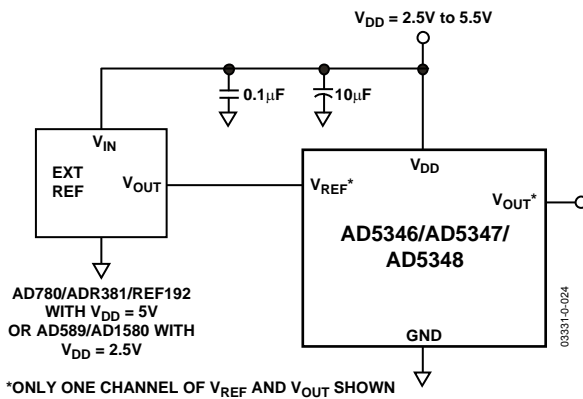 V_DD = 2.5V to 5.5V
0.1µF
10µF
V_IN
EXT
REF
V_OUT
V_REF*
V_DD
V_OUT*
AD5346/AD5347/
AD5348
GND
AD780/ADR381/REF192
WITH V_DD = 5V
OR AD589/AD1580 WITH
V_DD = 2.5V
*ONLY ONE CHANNEL OF V_REF AND V_OUT SHOWN
03331-0-024